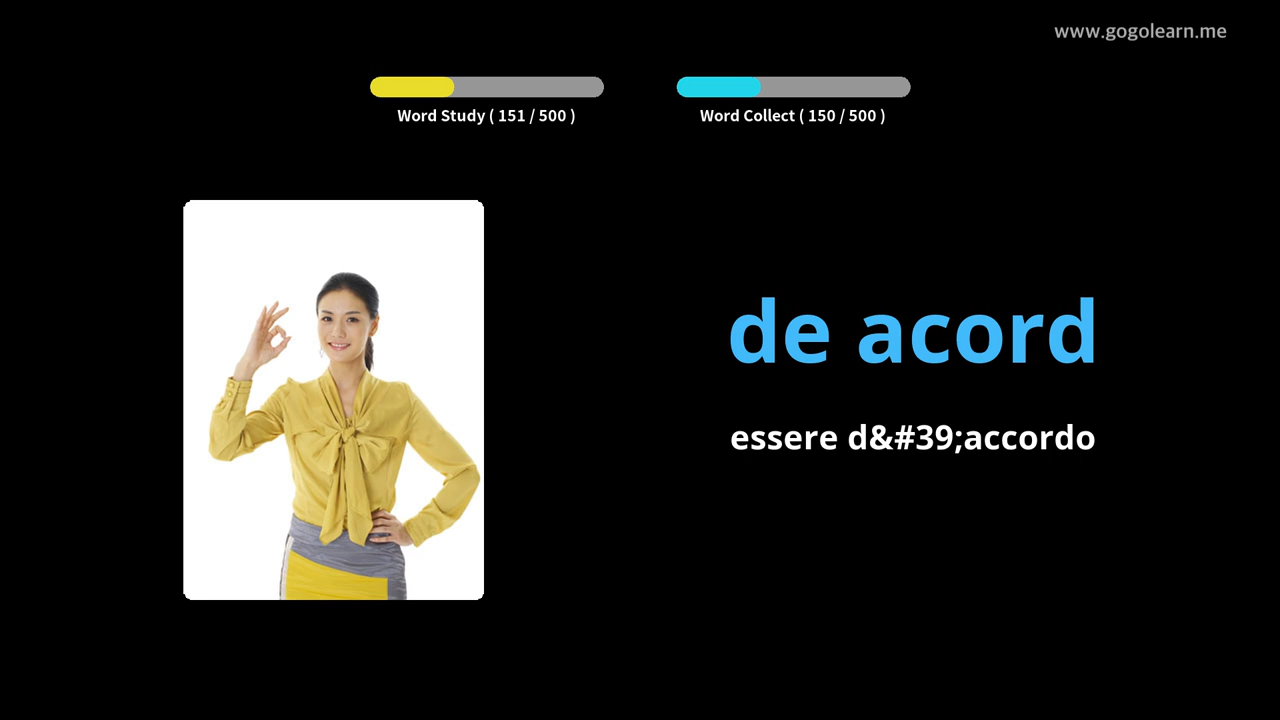 www.gogolearn.me
Word Study ( 151 / 500 )
Word Collect ( 150 / 500 )
de acord
essere d&#39;accordo